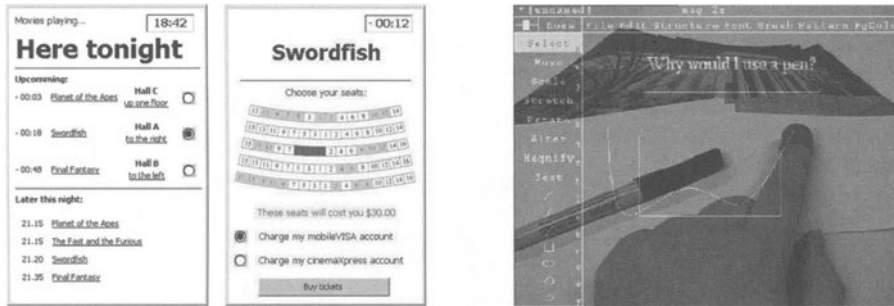 Movies playing...
18:42
Here tonight
Upcomming:
- 00:03 Planet of the Apes Hall C
up one floor
- 00:18 Swordfish Hall A
to the right
- 00:48 Final Fantasy Hall B
to the left
Later this night:
21.15 Planet of the Apes
21.15 The Fast and the Furious
21.20 Swordfish
21.35 Final Fantasy
- 00:12
Swordfish
Choose your seats:
These seats will cost you $30.00
Charge my mobileVISA account
Charge my cinemaXpress account
Buy tickets
*[unnamed]
File Edit Structure Font Brush Pattern
Select
Move
Scale
Stretch
Rotate
Alter
Magnify
Text
Why would I use a pen?